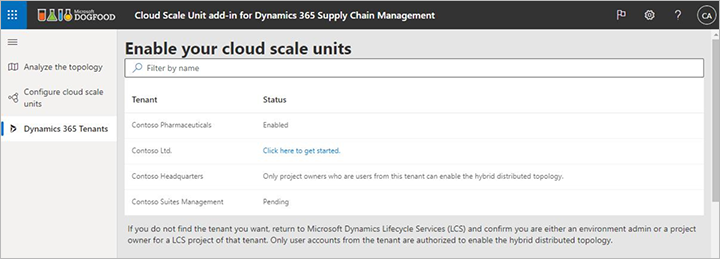 Microsoft
DOGFOOD
Cloud Scale Unit add-in for Dynamics 365 Supply Chain Management
?
CA
Enable your cloud scale units
Filter by name
Analyze the topology
Configure cloud scale
units
Dynamics 365 Tenants
Tenant Status
Contoso Pharmaceuticals Enabled
Contoso Ltd. Click here to get started.
Contoso Headquarters Only project owners who are users from this tenant can enable the hybrid distributed topology.
Contoso Suites Management Pending
If you do not find the tenant you want, return to Microsoft Dynamics Lifecycle Services (LCS) and confirm you are either an environment admin or a project
owner for a LCS project of that tenant. Only user accounts from the tenant are authorized to enable the hybrid distributed topology.